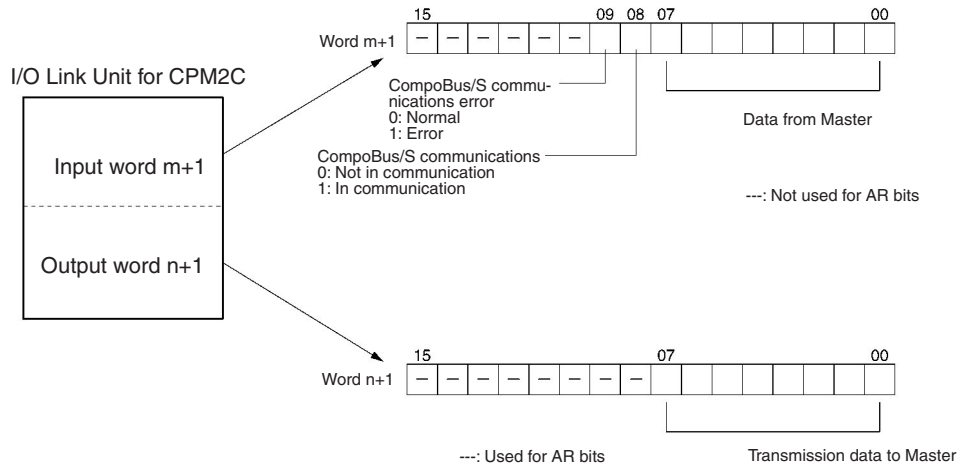 15 09 08 07 00
Word m+1 – – – – – –
I/O Link Unit for CPM2C
CompoBus/S commu-
nications error
0: Normal
1: Error
Data from Master
Input word m+1
CompoBus/S communications
0: Not in communication
1: In communication
---: Not used for AR bits
Output word n+1
15 07 00
Word n+1 – – – – – – – –
---: Used for AR bits
Transmission data to Master